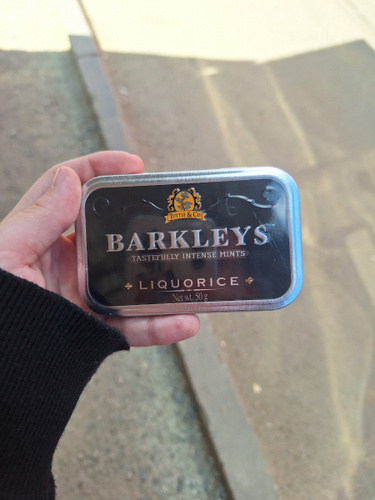 BARKLEYS
TASTEFULLY INTENSE MINTS
LIQUORICE
Net wt. 50 g